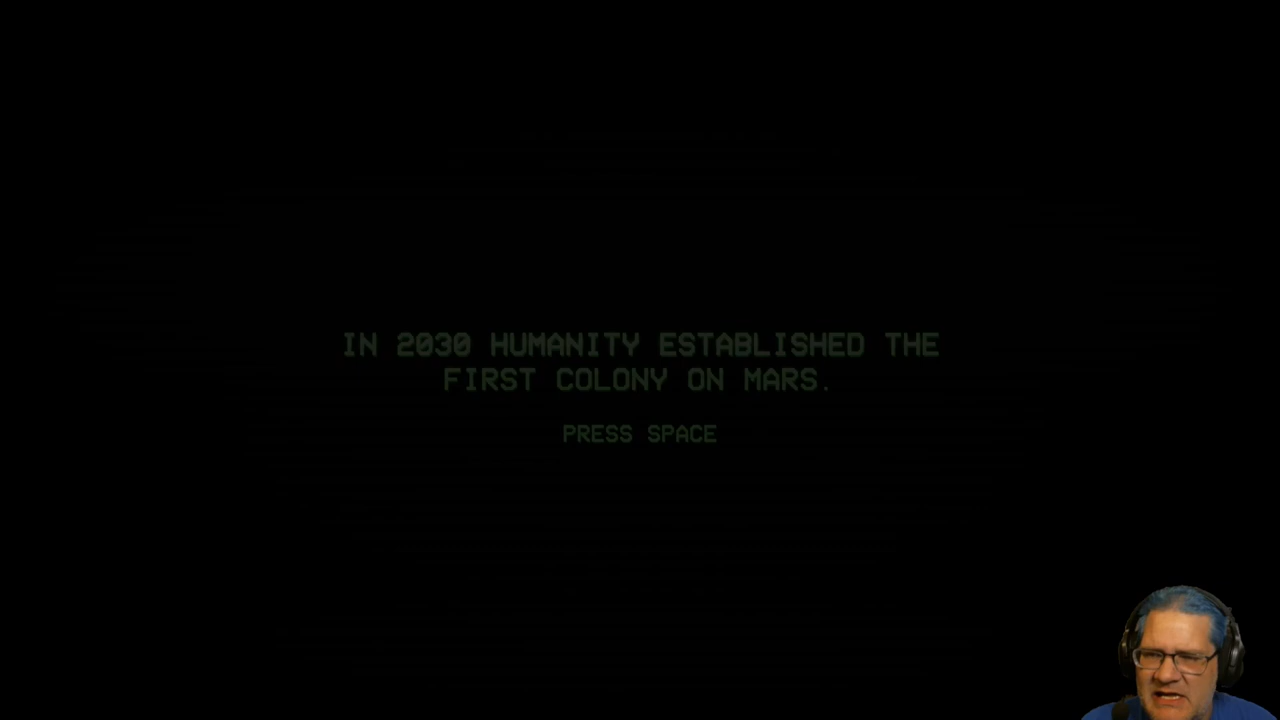 IN 2030 HUMANITY ESTABLISHED THE
FIRST COLONY ON MARS.
PRESS SPACE